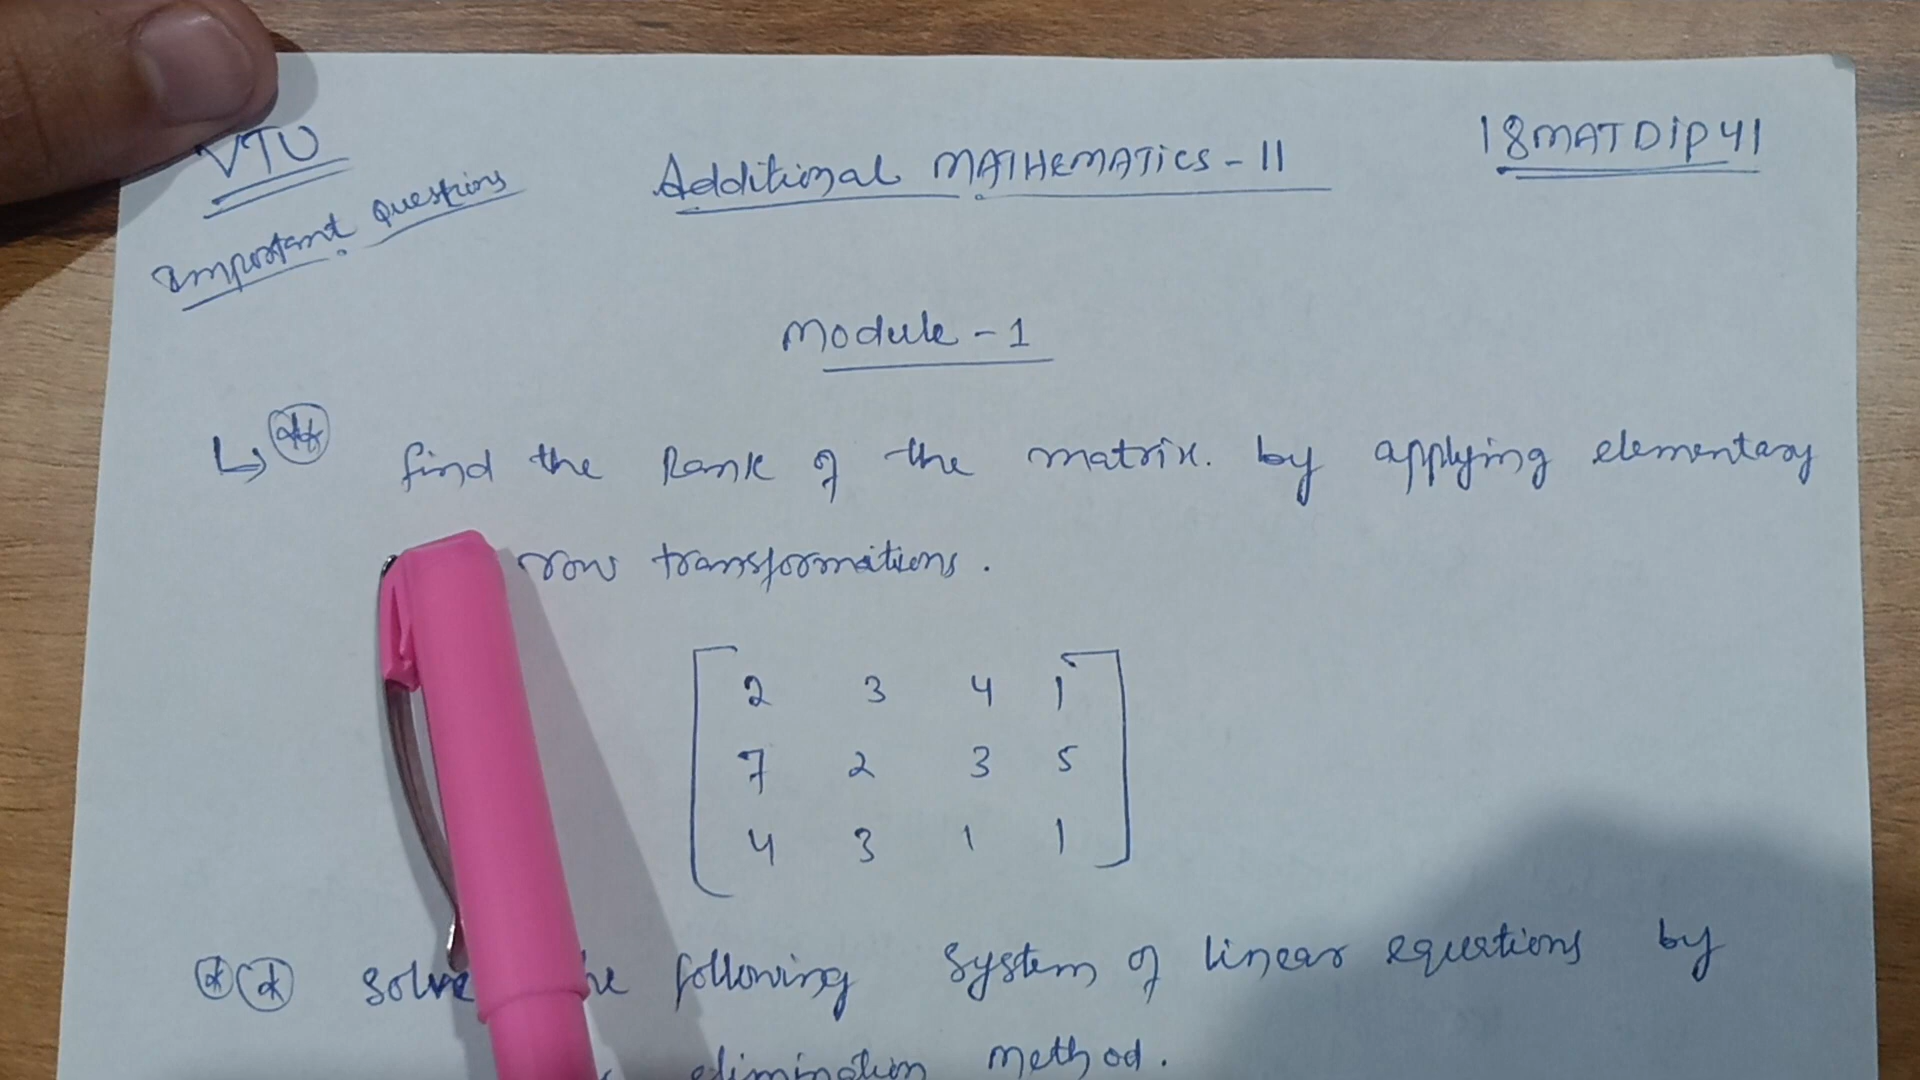 VTU
Important Questions
Additional MATHEMATICS - II
18MATDIP41
Module - 1
find the Rank of the matrix. by applying elementary
row transformations.
2 3 4 1
7 2 3 5
4 3 1 1
Solve following system of linear equations by
elimination method.